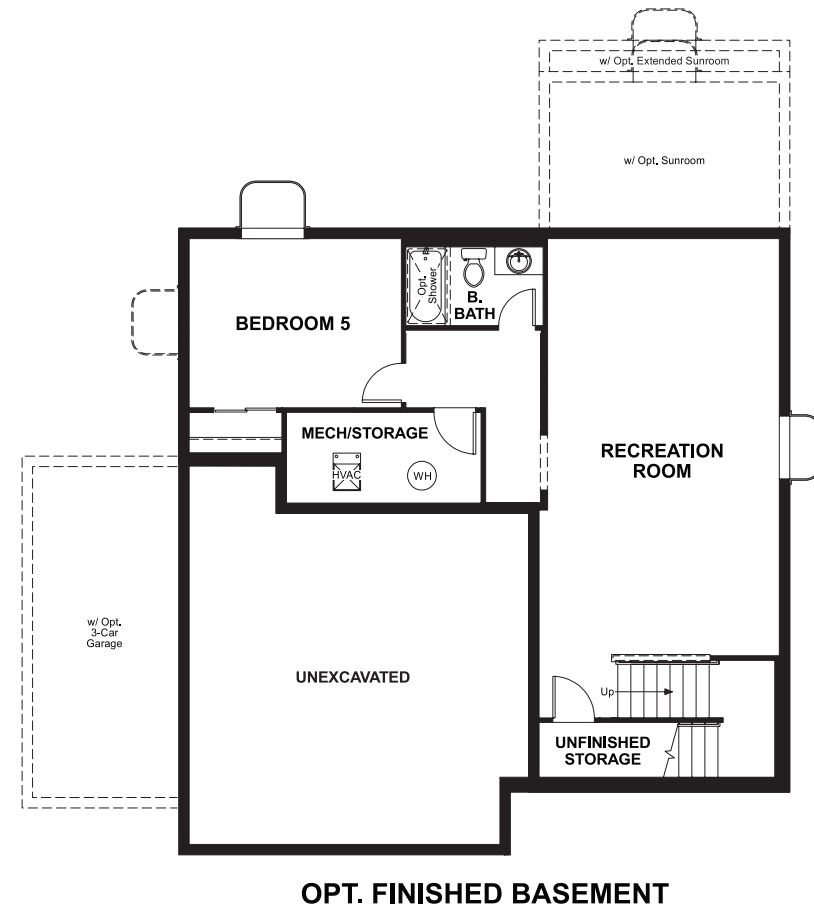 w/ Opt. Extended Sunroom
w/ Opt. Sunroom
Opt.
Shower
B.
BATH
BEDROOM 5
MECH/STORAGE
HVAC
WH
RECREATION
ROOM
w/ Opt.
3-Car
Garage
UNEXCAVATED
Up
UNFINISHED
STORAGE
OPT. FINISHED BASEMENT